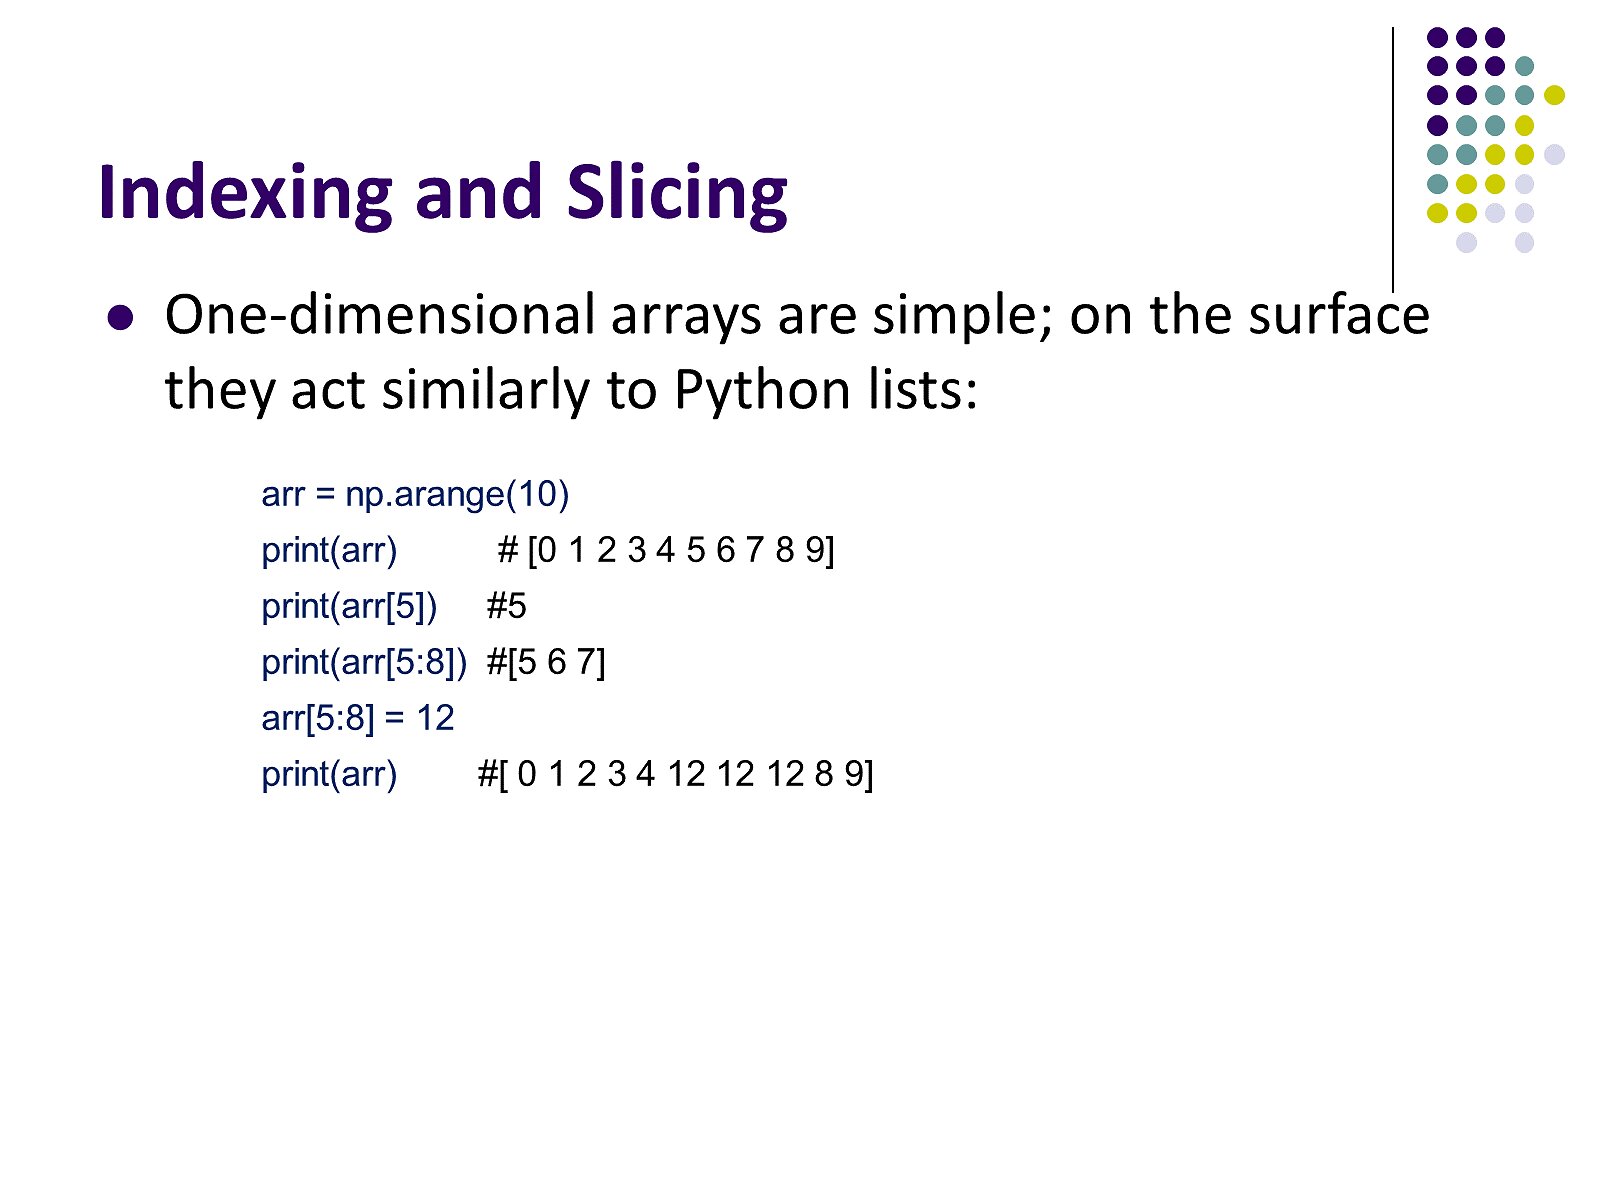 Indexing and Slicing
One-dimensional arrays are simple; on the surface
they act similarly to Python lists:
arr = np.arange(10)
print(arr) # [0 1 2 3 4 5 6 7 8 9]
print(arr[5]) #5
print(arr[5:8]) #[5 6 7]
arr[5:8] = 12
print(arr) #[ 0 1 2 3 4 12 12 12 8 9]